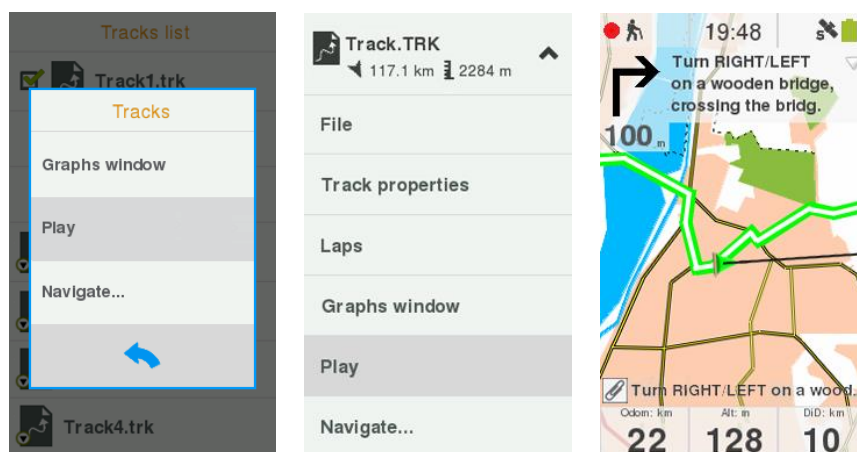 Tracks list
Track1.trk
Tracks
Graphs window
Play
Navigate...
Track4.trk
Track.TRK
117.1 km 2284 m
File
Track properties
Laps
Graphs window
Play
Navigate...
19:48
S
Turn RIGHT/LEFT
on a wooden bridge,
crossing the bridg.
100 m
Turn RIGHT/LEFT on a wood.
Odom: km Alt: m DiD: km
22 128 10